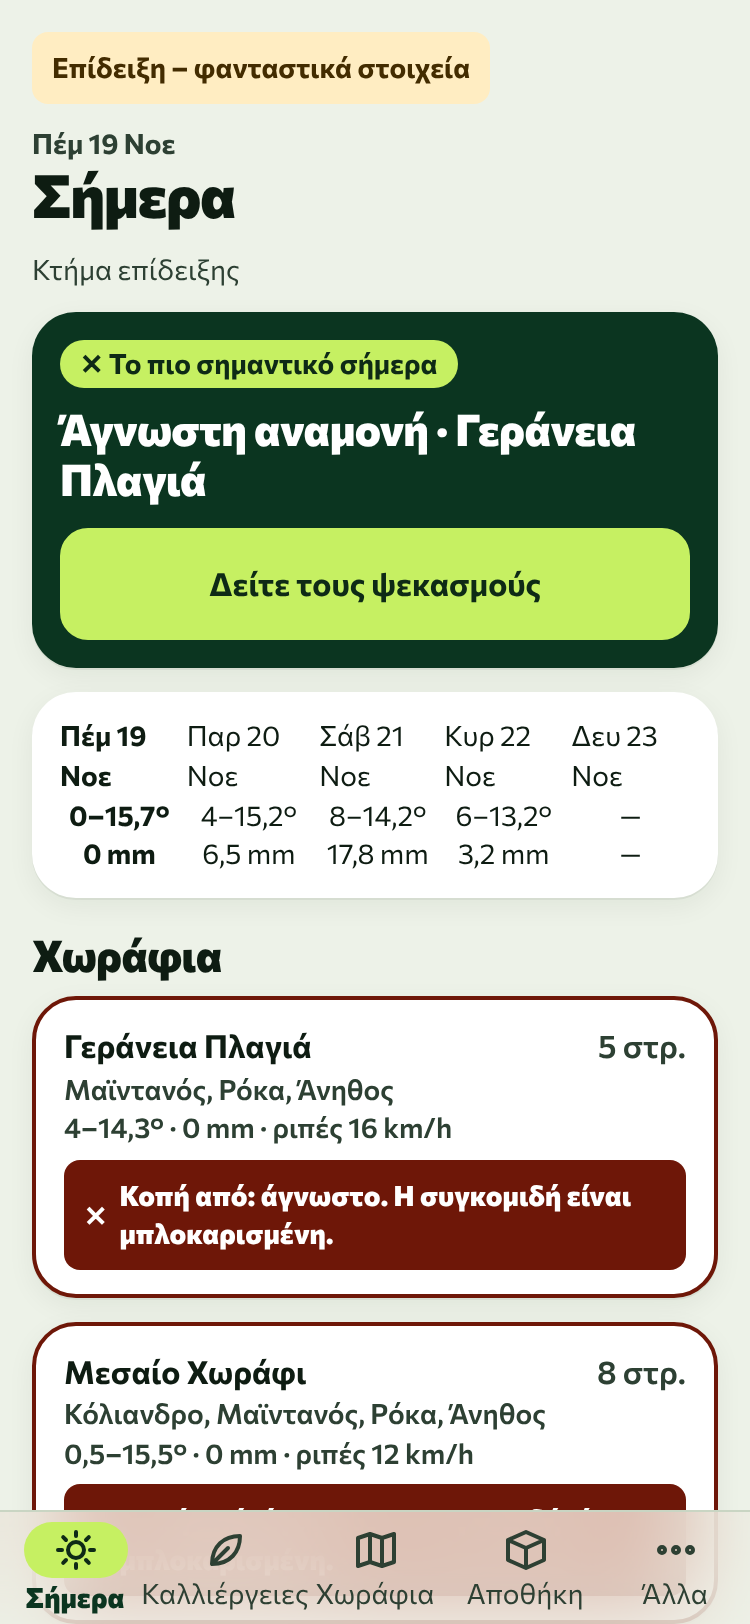 Επίδειξη – φανταστικά στοιχεία
Πέμ 19 Νοε
Σήμερα
Κτήμα επίδειξης
✕ Το πιο σημαντικό σήμερα
Άγνωστη αναμονή · Γεράνεια
Πλαγιά
Δείτε τους ψεκασμούς
Πέμ 19 Παρ 20 Σάβ 21 Κυρ 22 Δευ 23
Νοε Νοε Νοε Νοε Νοε
0–15,7° 4–15,2° 8–14,2° 6–13,2° —
0 mm 6,5 mm 17,8 mm 3,2 mm —
Χωράφια
Γεράνεια Πλαγιά 5 στρ.
Μαϊντανός, Ρόκα, Άνηθος
4–14,3° · 0 mm · ριπές 16 km/h
✕ Κοπή από: άγνωστο. Η συγκομιδή είναι
μπλοκαρισμένη.
Μεσαίο Χωράφι 8 στρ.
Κόλιανδρο, Μαϊντανός, Ρόκα, Άνηθος
0,5–15,5° · 0 mm · ριπές 12 km/h
μπλοκαρισμένη.
Σήμερα Καλλιέργειες Χωράφια Αποθήκη Άλλα